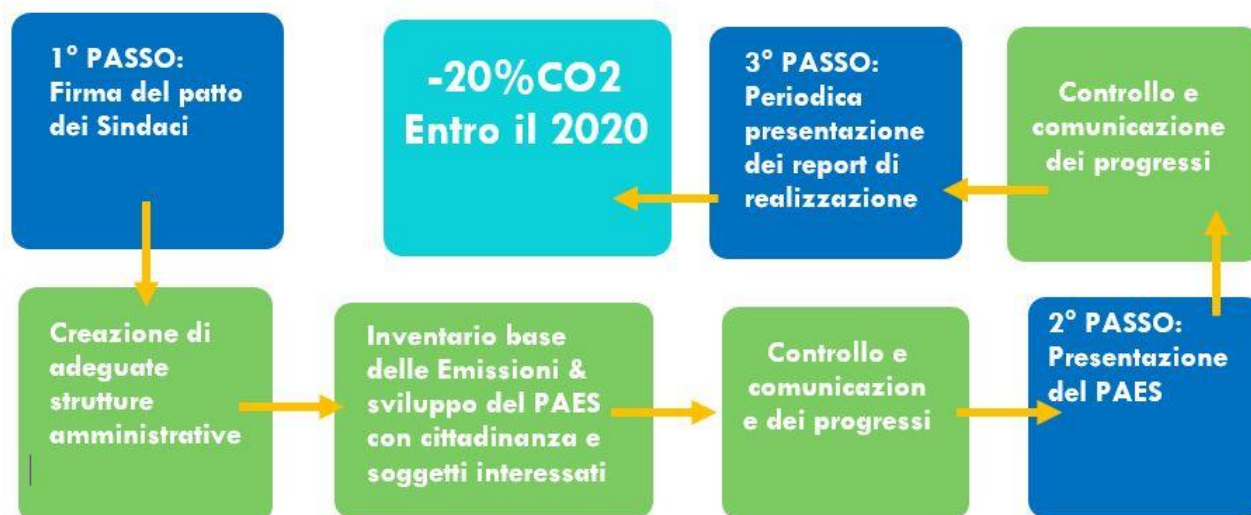 1° PASSO:
Firma del patto
dei Sindaci
-20%CO2
Entro il 2020
3° PASSO:
Periodica
presentazione
dei report di
realizzazione
Controllo e
comunicazione
dei progressi
Creazione di
adeguate
strutture
amministrative
Inventario base
delle Emissioni &
sviluppo del PAES
con cittadinanza e
soggetti interessati
Controllo e
comunicazion
e dei progressi
2° PASSO:
Presentazione
del PAES